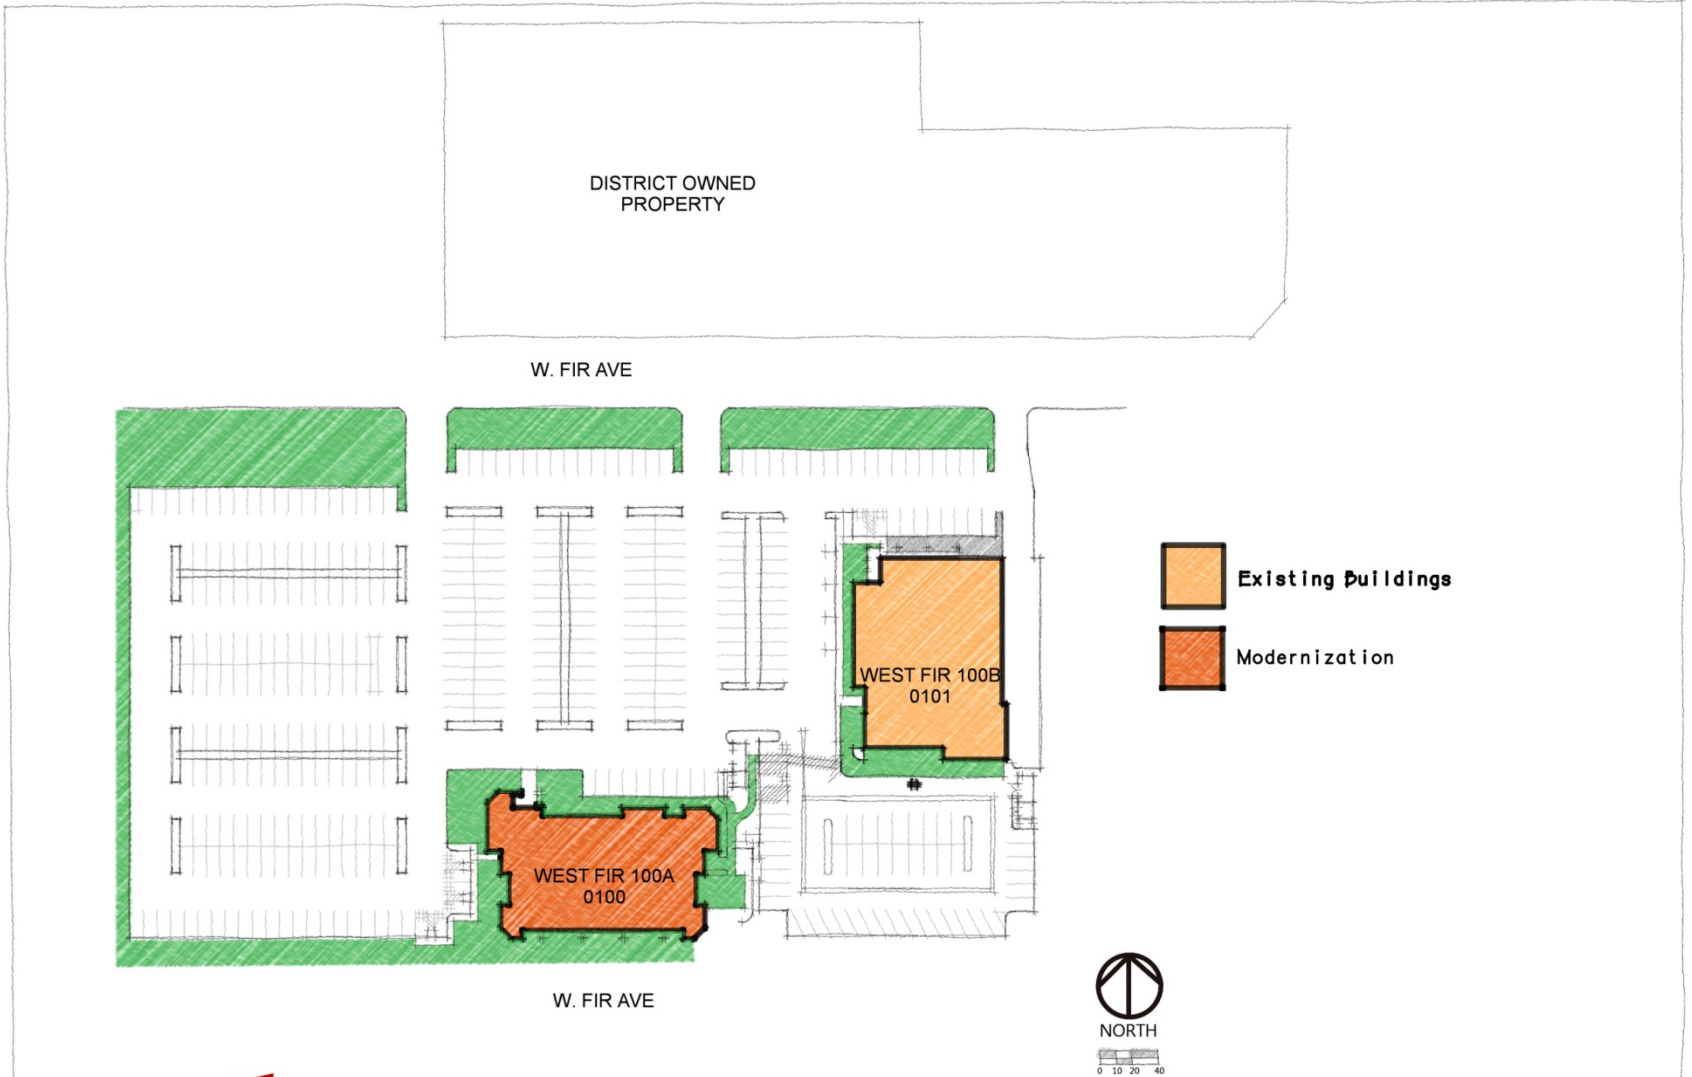 DISTRICT OWNED
PROPERTY
W. FIR AVE
Existing Buildings
Modernization
WEST FIR 100B
0101
WEST FIR 100A
0100
W. FIR AVE
NORTH
0 10 20 40